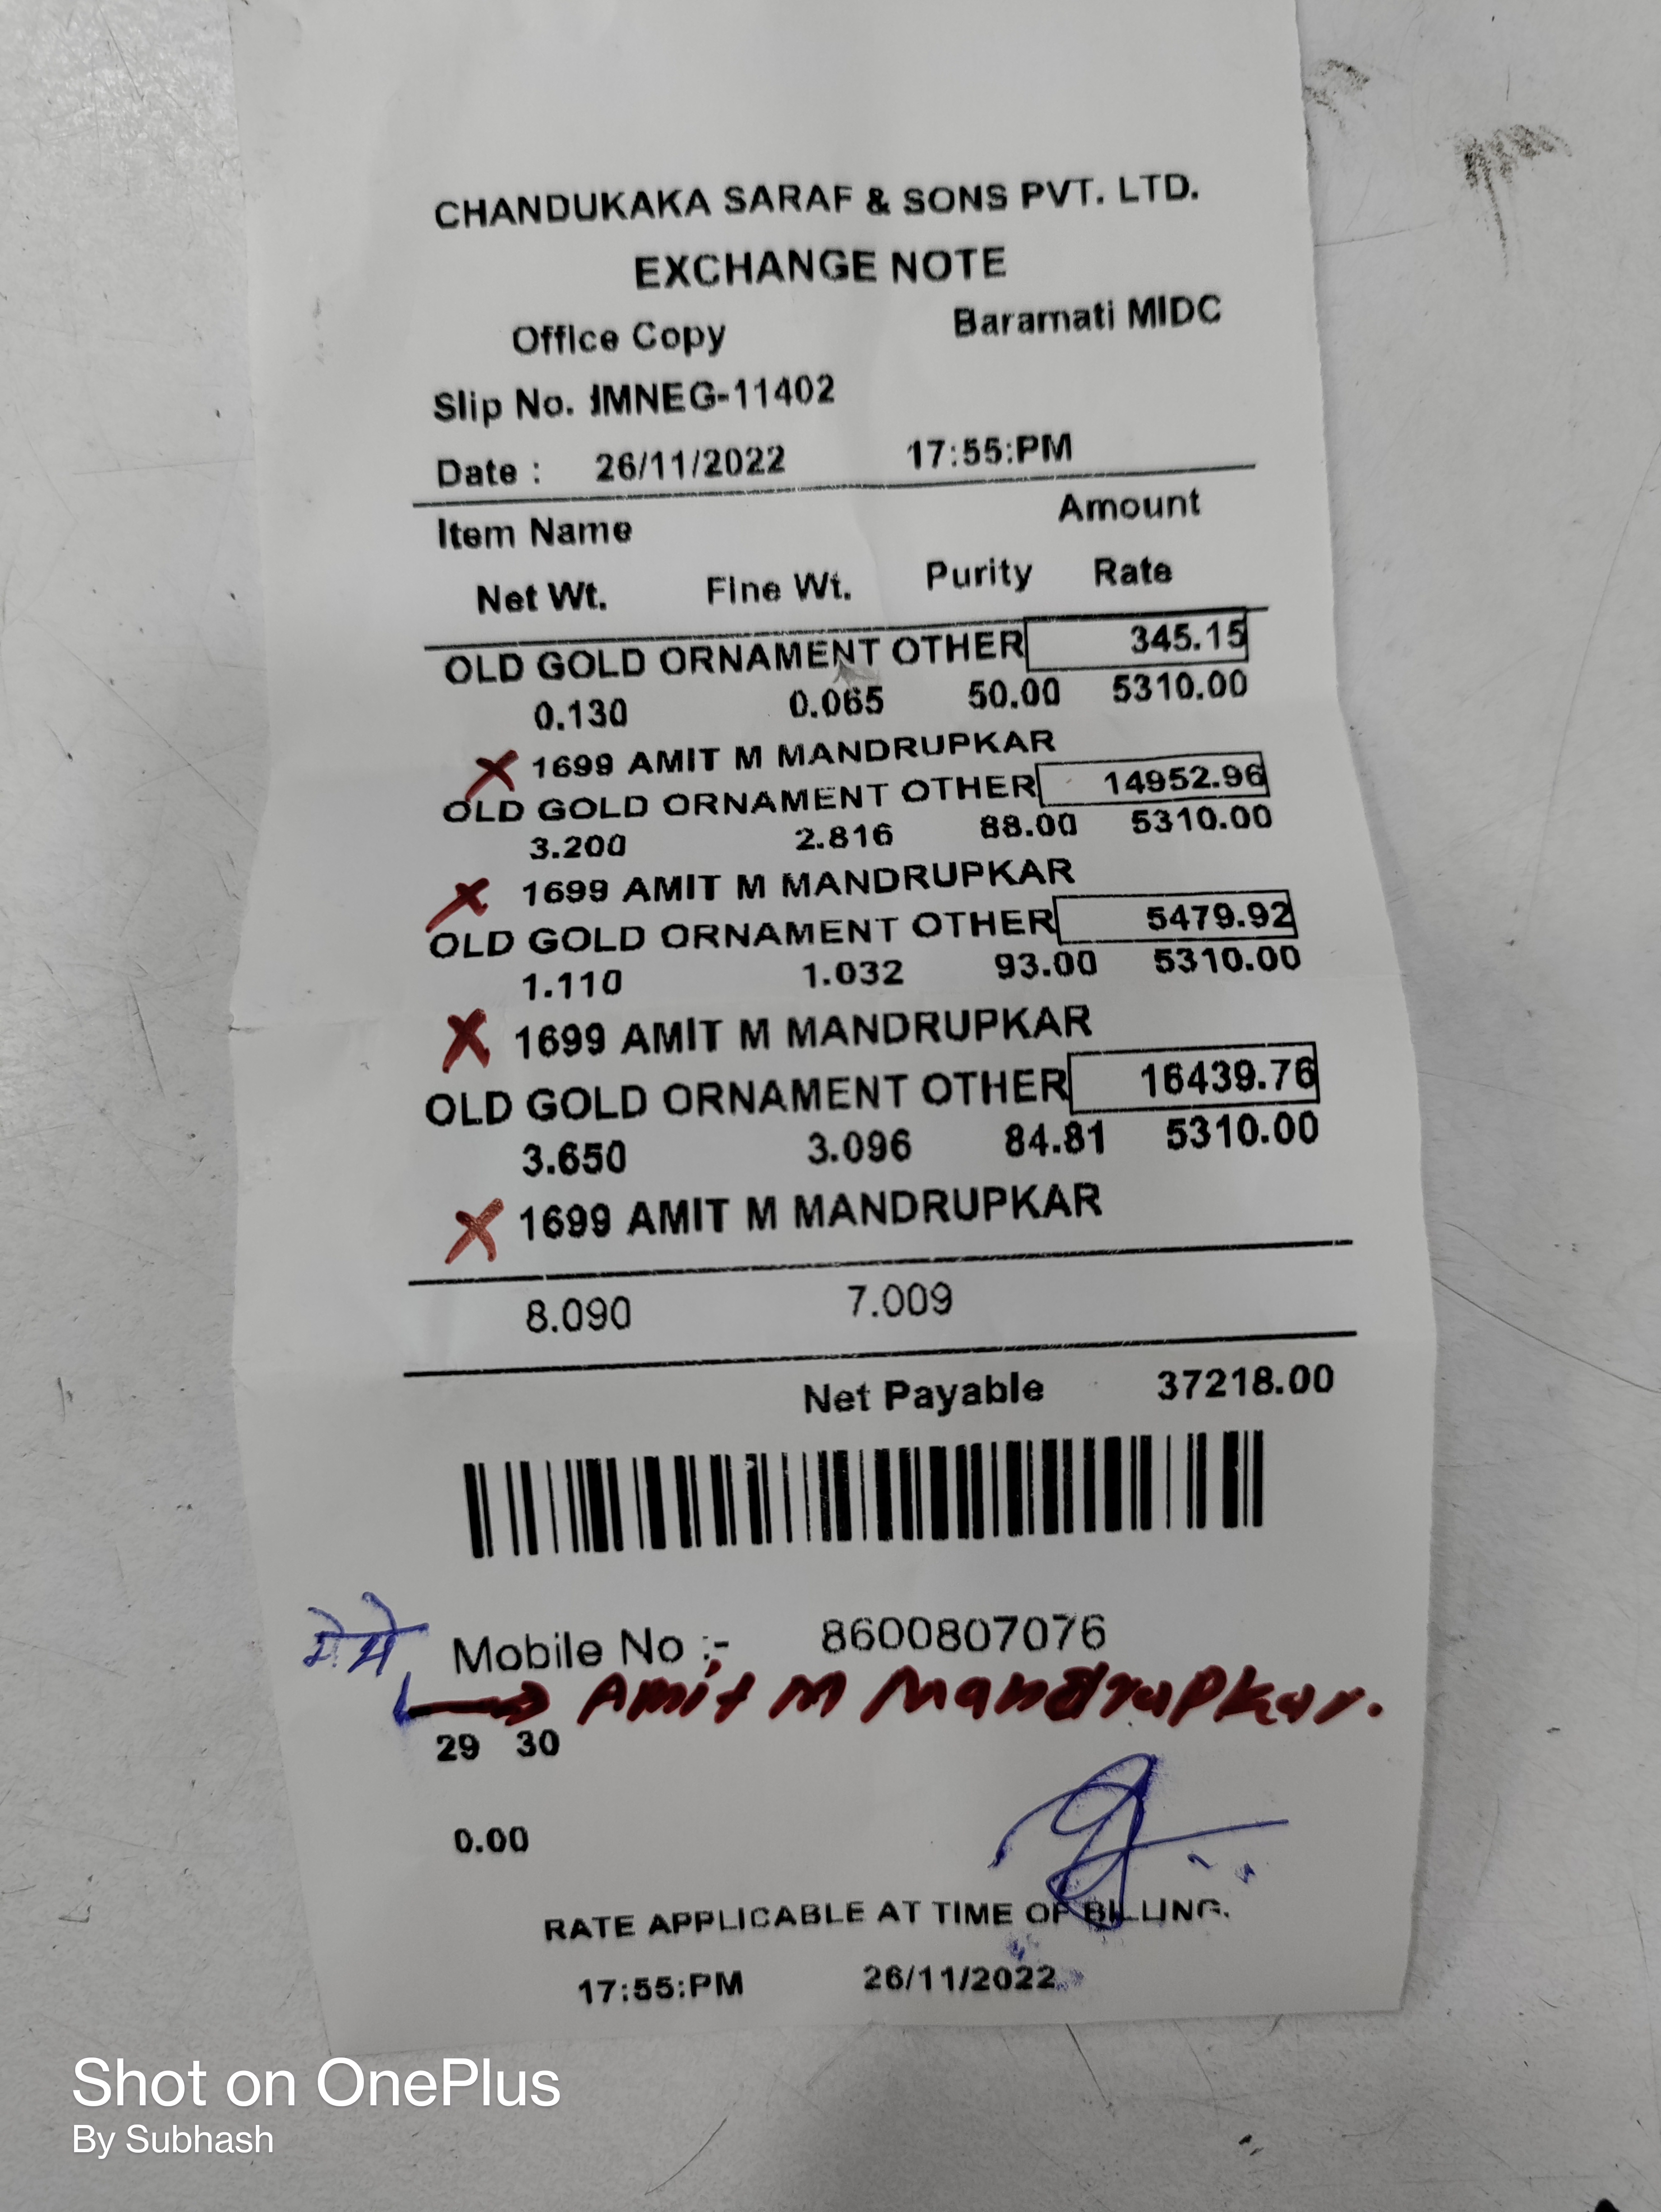 CHANDUKAKA SARAF & SONS PVT. LTD.
EXCHANGE NOTE
Office Copy Baramati MIDC
Slip No. IMNEG-11402
Date : 26/11/2022 17:55:PM
Item Name Amount
Net Wt. Fine Wt. Purity Rate
OLD GOLD ORNAMENT OTHER 345.15
0.130 0.065 50.00 5310.00
X 1699 AMIT M MANDRUPKAR
OLD GOLD ORNAMENT OTHER 14952.96
3.200 2.816 88.00 5310.00
X 1699 AMIT M MANDRUPKAR
OLD GOLD ORNAMENT OTHER 5479.92
1.110 1.032 93.00 5310.00
X 1699 AMIT M MANDRUPKAR
OLD GOLD ORNAMENT OTHER 16439.76
3.650 3.096 84.81 5310.00
X 1699 AMIT M MANDRUPKAR
8.090 7.009
Net Payable 37218.00
Mobile No :- 8600807076
Amit M Mandrupkar.
29 30
0.00
RATE APPLICABLE AT TIME OF BILLING.
17:55:PM 26/11/2022
Shot on OnePlus
By Subhash